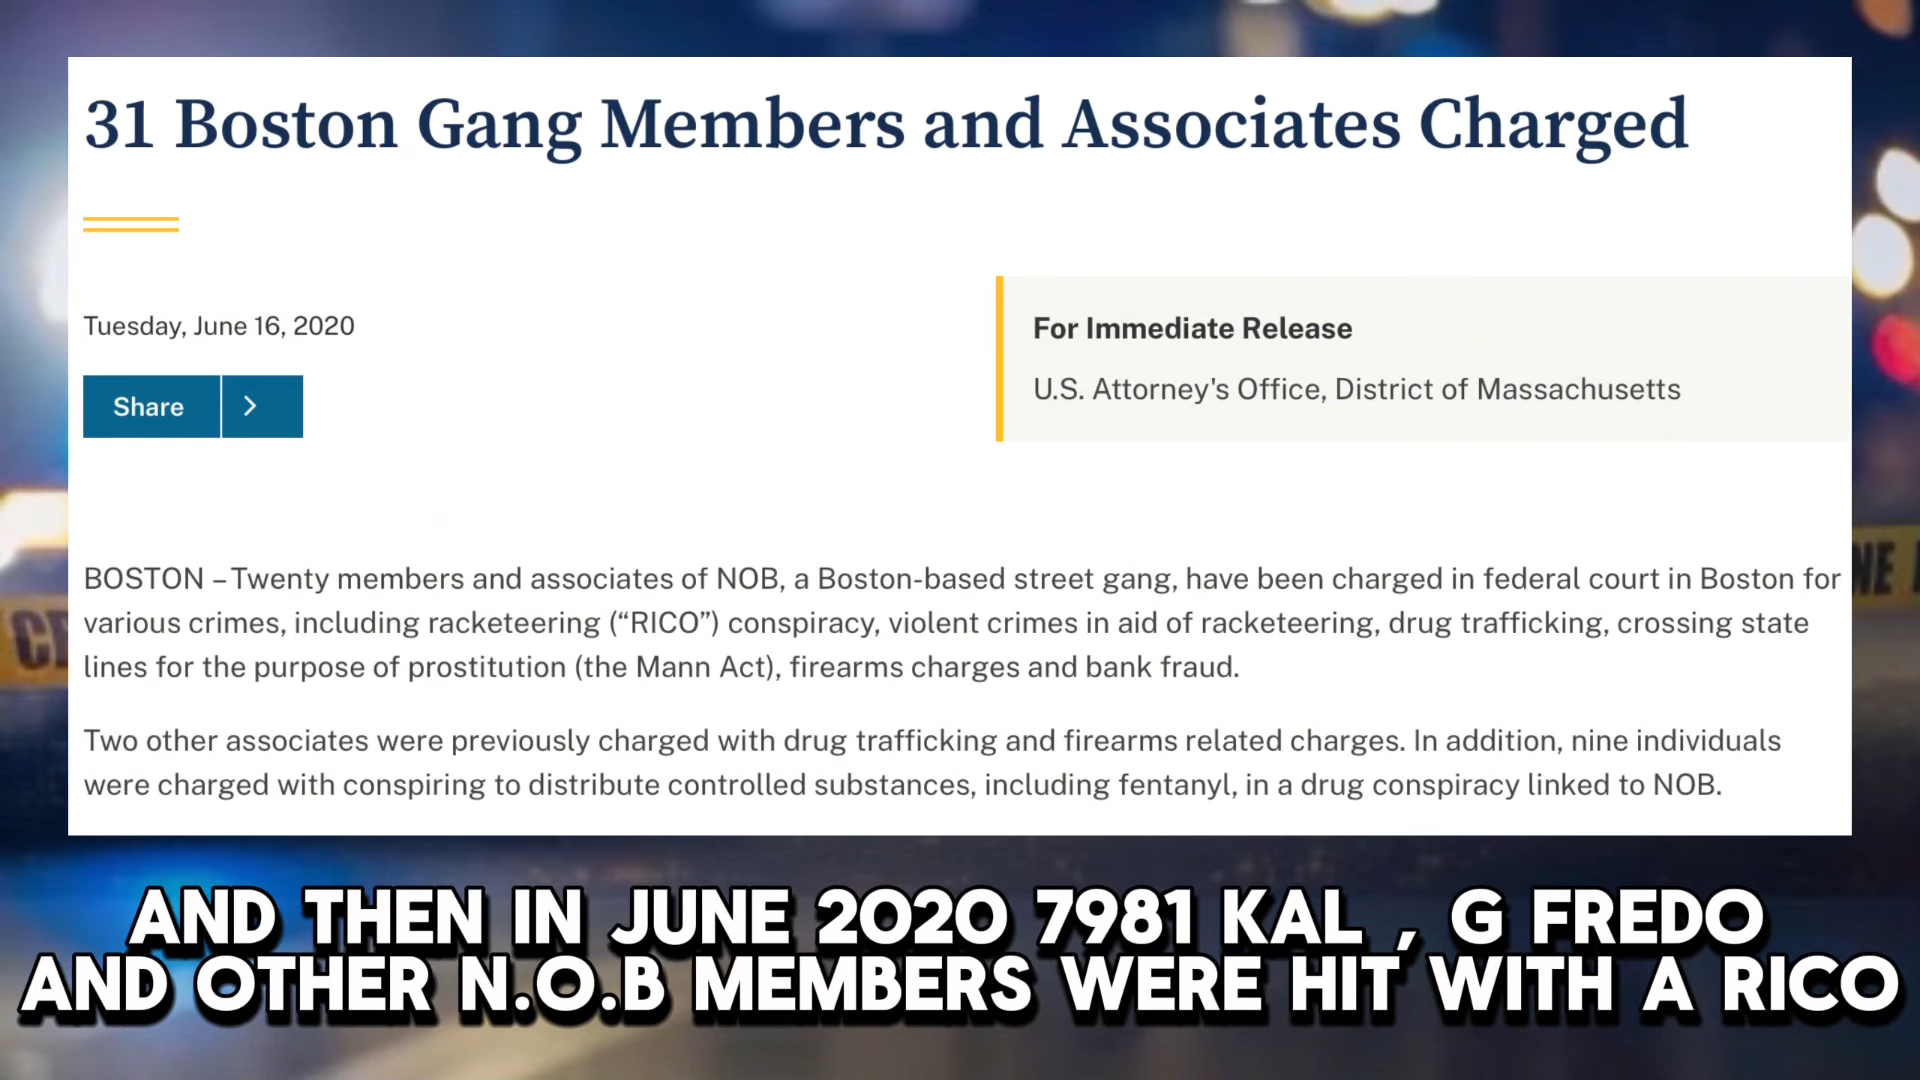 31 Boston Gang Members and Associates Charged
Tuesday, June 16, 2020
Share
For Immediate Release
U.S. Attorney's Office, District of Massachusetts
BOSTON – Twenty members and associates of NOB, a Boston-based street gang, have been charged in federal court in Boston for
various crimes, including racketeering (“RICO”) conspiracy, violent crimes in aid of racketeering, drug trafficking, crossing state
lines for the purpose of prostitution (the Mann Act), firearms charges and bank fraud.
Two other associates were previously charged with drug trafficking and firearms related charges. In addition, nine individuals
were charged with conspiring to distribute controlled substances, including fentanyl, in a drug conspiracy linked to NOB.
AND THEN IN JUNE 2020 7981 KAL , G FREDO
AND OTHER N.O.B MEMBERS WERE HIT WITH A RICO